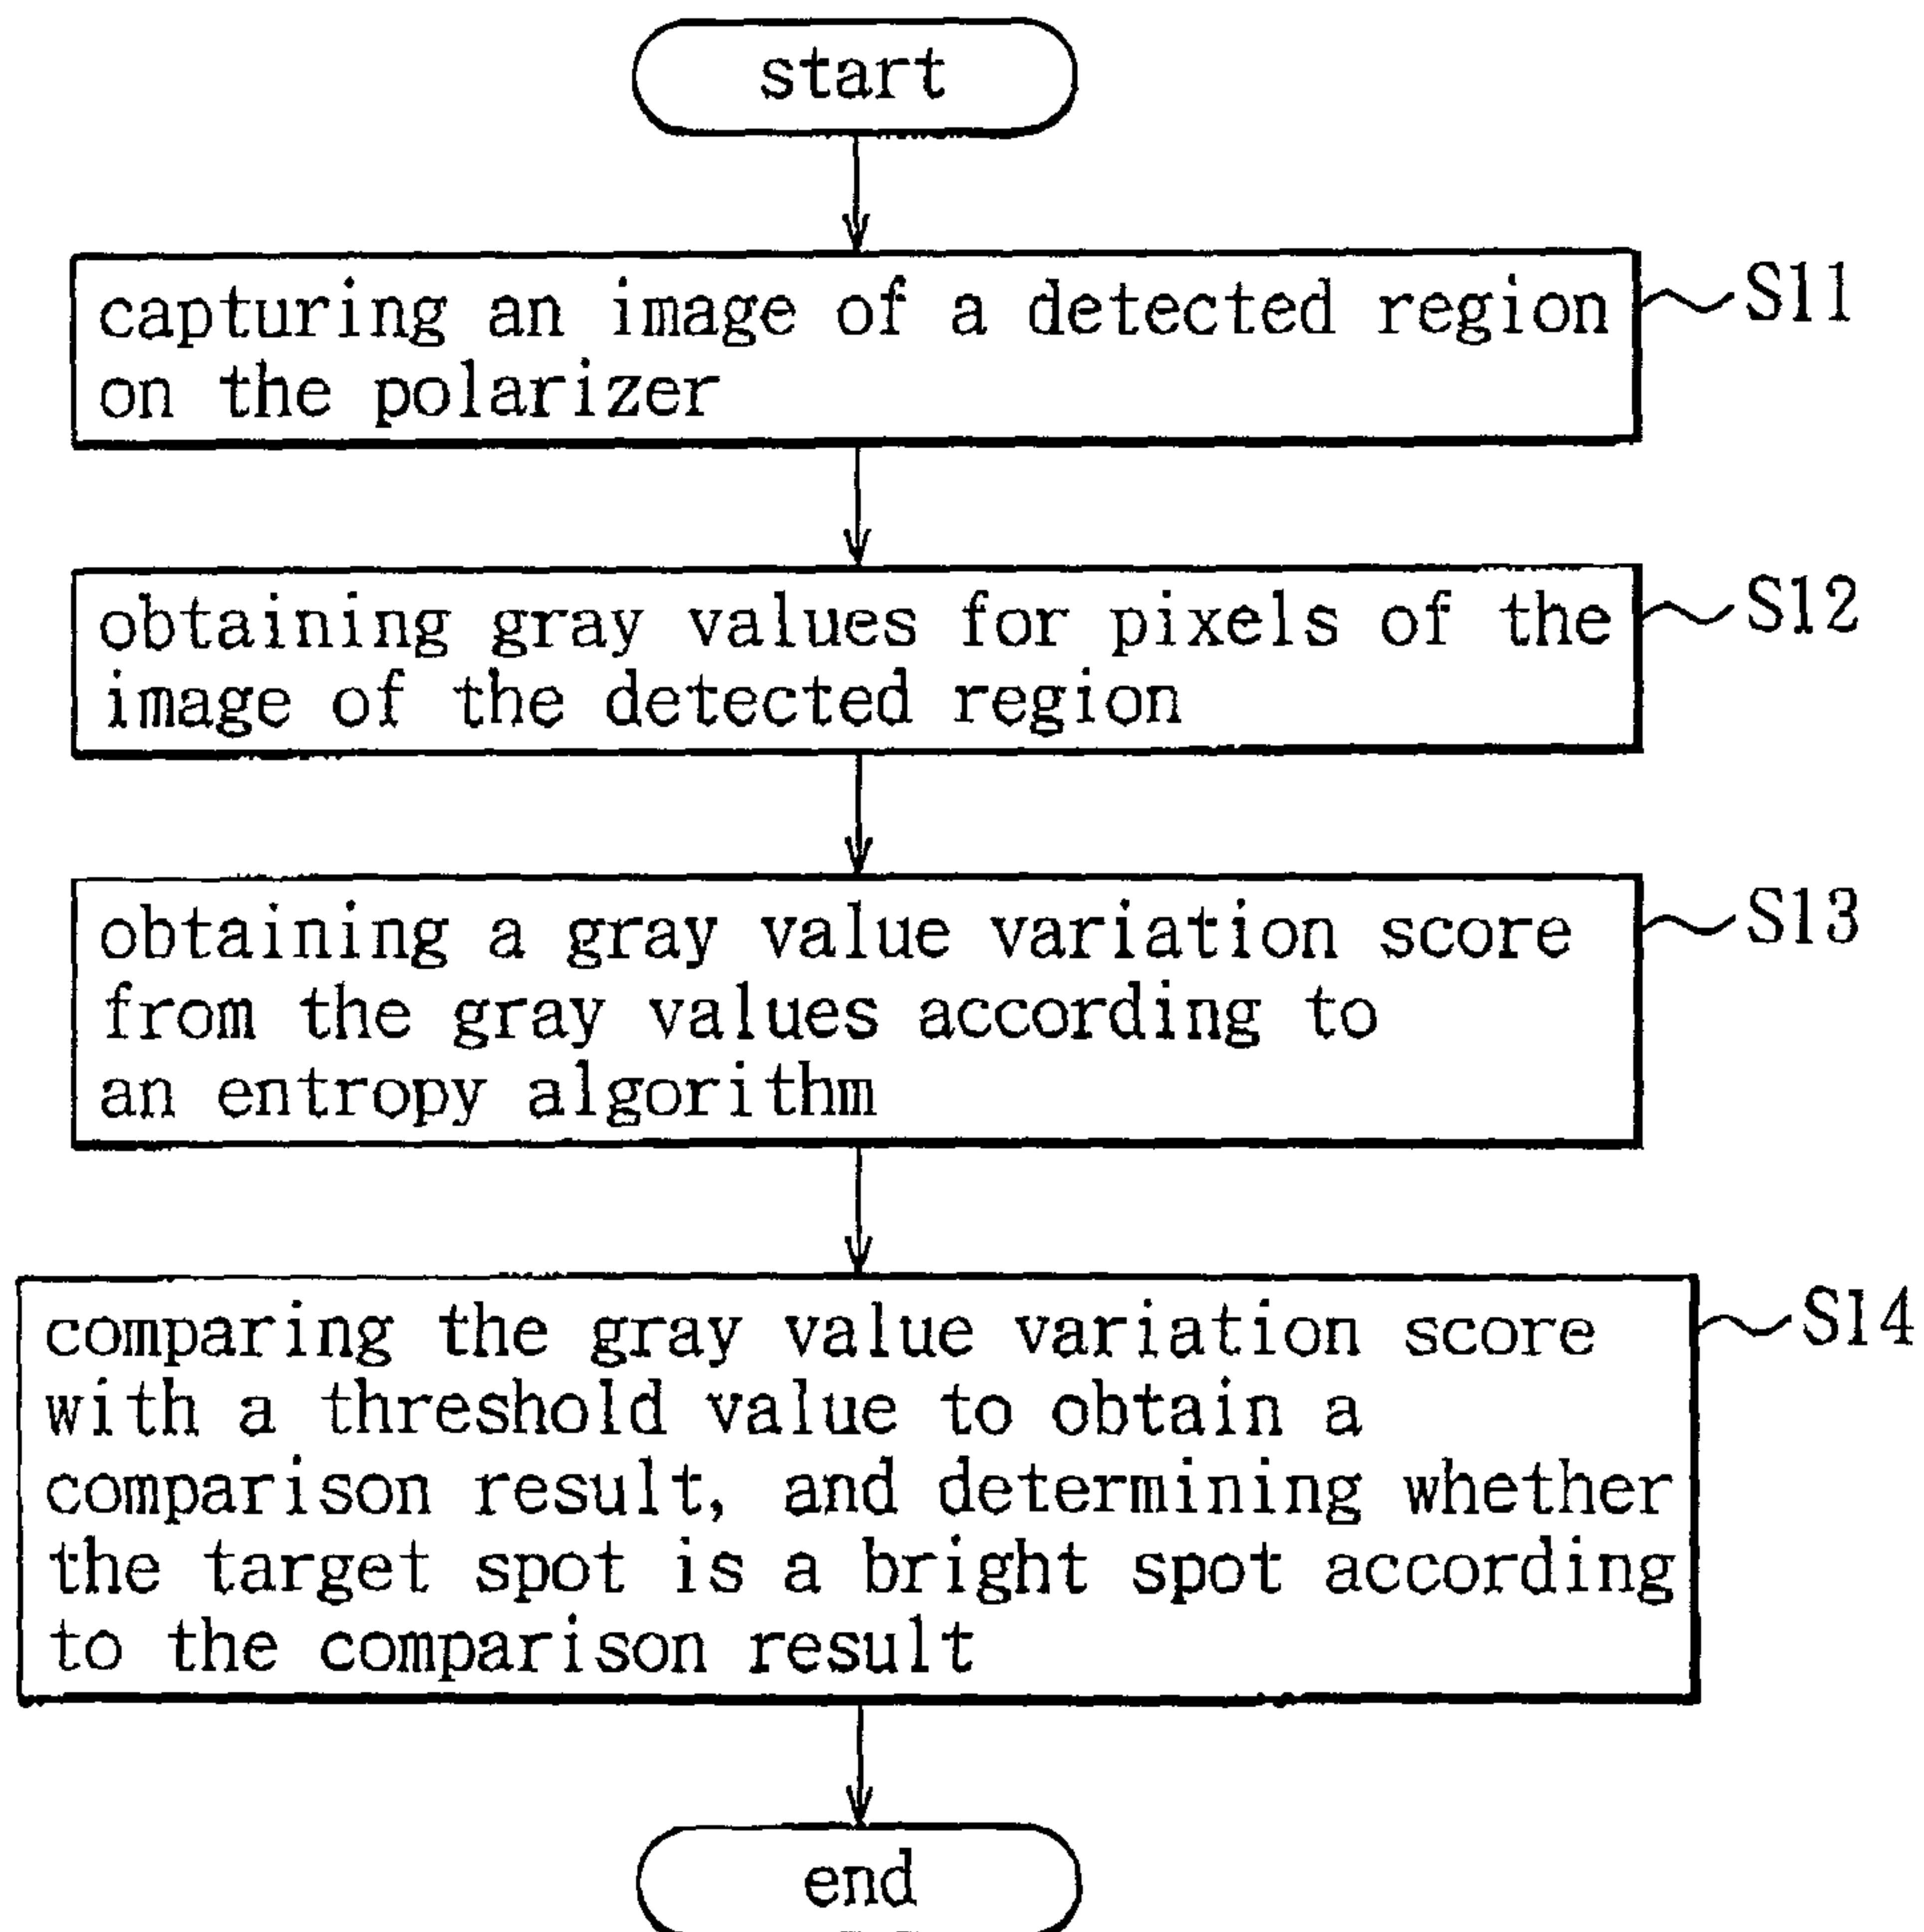 start
capturing an image of a detected region
on the polarizer
S11
obtaining gray values for pixels of the
image of the detected region
S12
obtaining a gray value variation score
from the gray values according to
an entropy algorithm
S13
comparing the gray value variation score
with a threshold value to obtain a
comparison result, and determining whether
the target spot is a bright spot according
to the comparison result
S14
end